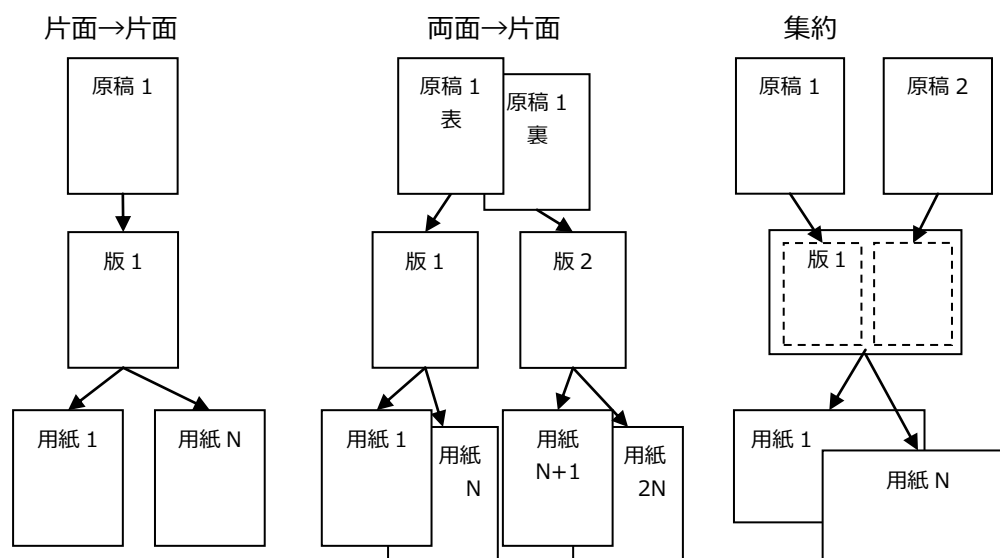 片面→片面
両面→片面
集約
原稿 1
原稿 1
表
原稿 1
裏
原稿 1
原稿 2
版 1
版 1
版 2
版 1
用紙 1
用紙 N
用紙 1
用紙
N
用紙
N+1
用紙
2N
用紙 1
用紙 N